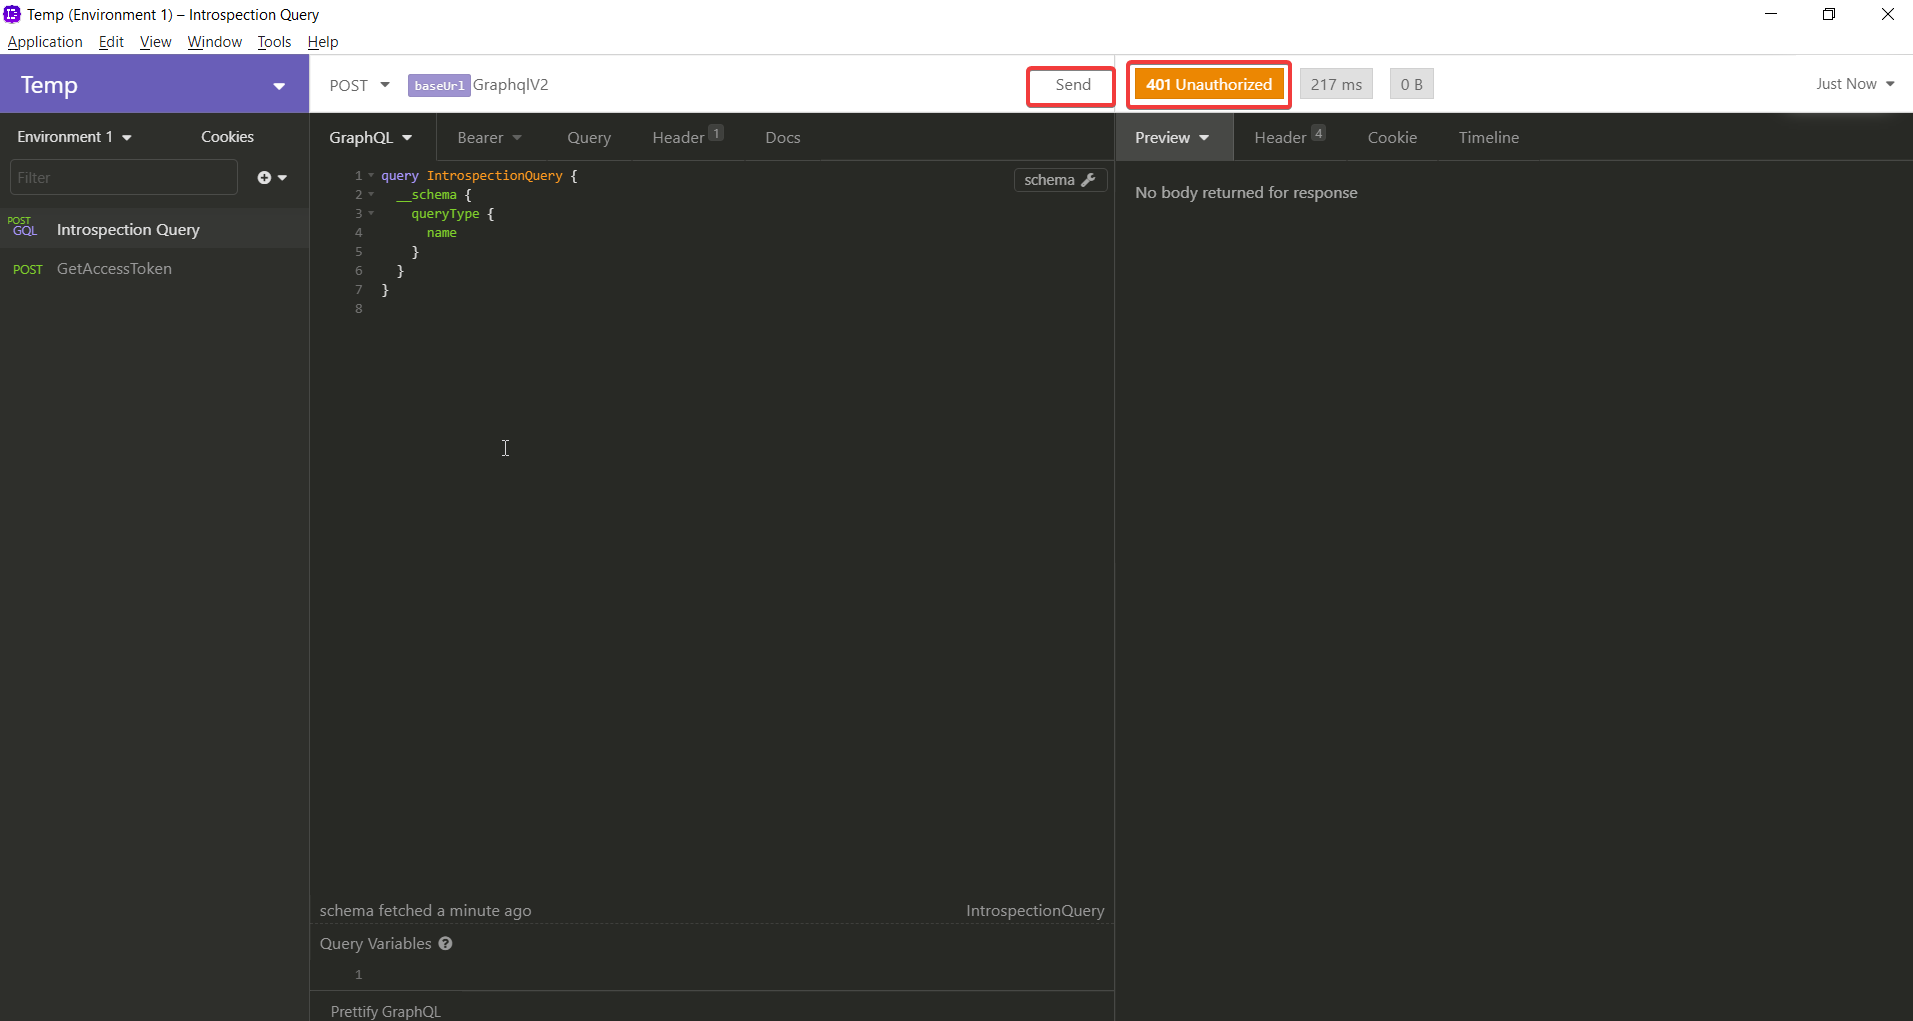 Temp (Environment 1) – Introspection Query
Application Edit View Window Tools Help
Temp
POST baseUrl GraphqlV2 Send
401 Unauthorized 217 ms 0 B Just Now
Environment 1 Cookies
GraphQL Bearer Query Header 1 Docs
Preview Header 4 Cookie Timeline
Filter
POST GQL Introspection Query
POST GetAccessToken
schema
1 query IntrospectionQuery {
2 __schema {
3 queryType {
4 name
5 }
6 }
7 }
8
No body returned for response
schema fetched a minute ago IntrospectionQuery
Query Variables ?
1
Prettify GraphQL